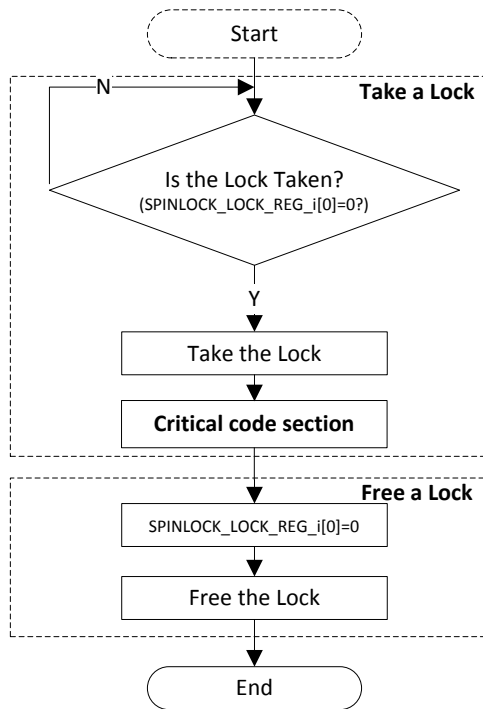 Start
Take a Lock
N
Is the Lock Taken?
(SPINLOCK_LOCK_REG_i[0]=0?)
Y
Take the Lock
Critical code section
Free a Lock
SPINLOCK_LOCK_REG_i[0]=0
Free the Lock
End